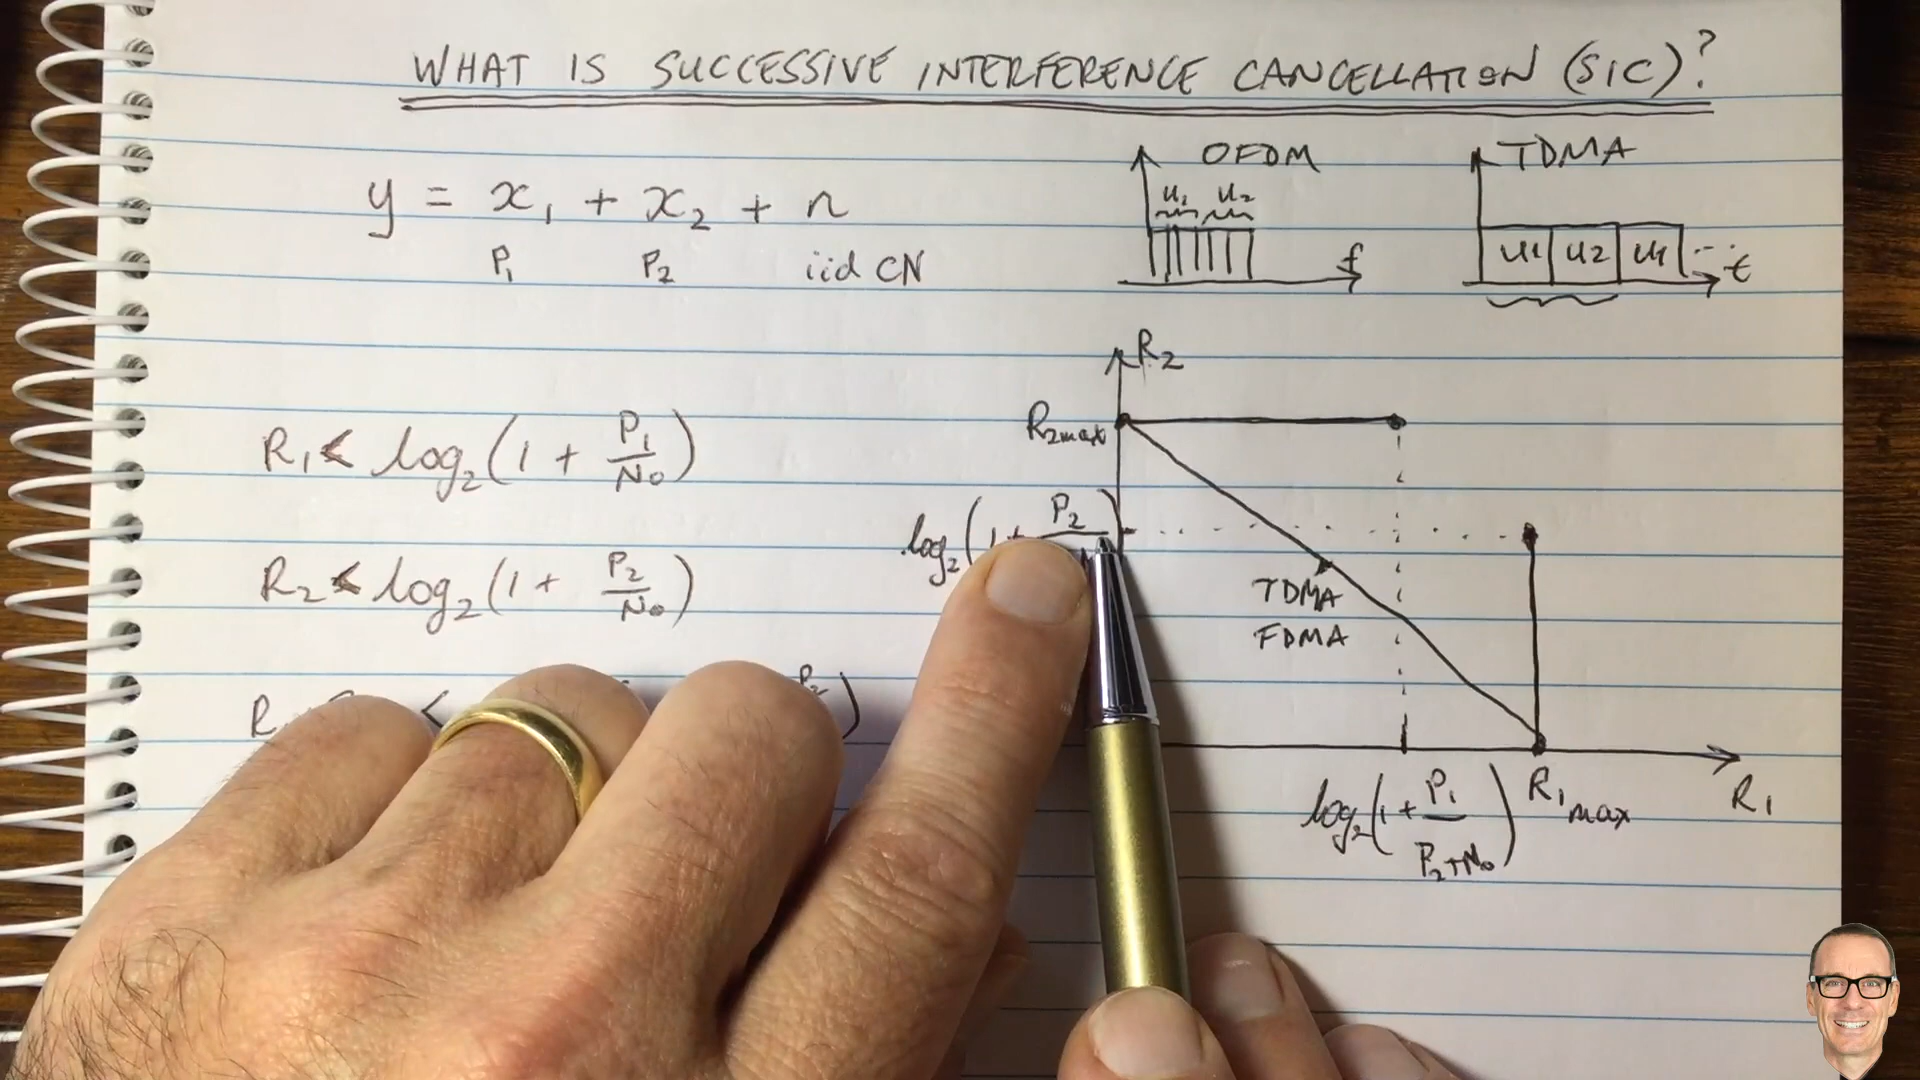 WHAT IS SUCCESSIVE INTERFERENCE CANCELLATION (SIC)?
y = x₁ + x₂ + n
P₁ P₂ iid CN
OFDM
u₁ u₂
f
TDMA
u1 u2 u1 ...
t
R₁ < log₂(1 + P₁/N₀)
R₂ < log₂(1 + P₂/N₀)
R₂
R₂max
log₂(1 + P₂
TDMA
FDMA
R
< P₂)
log₂(1 + P₁/(P₂+N₀))
R₁max
R₁